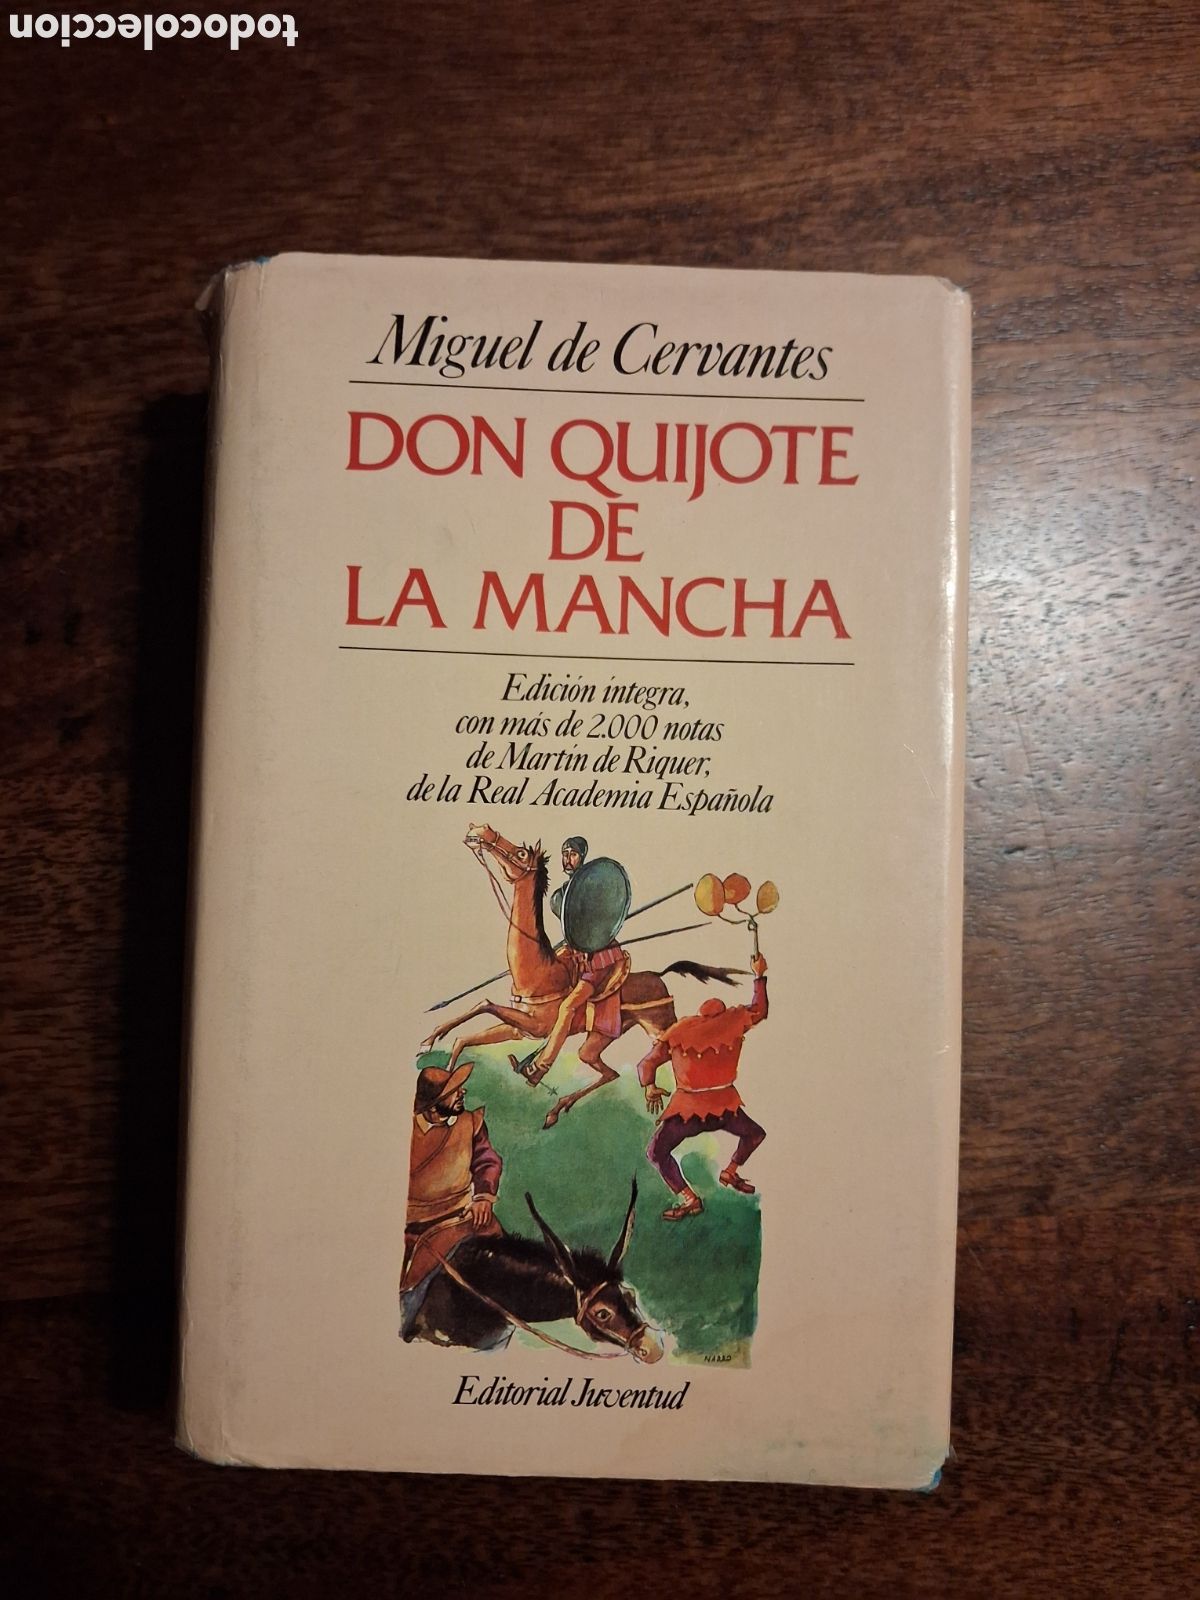 todocoleccion
Miguel de Cervantes
DON QUIJOTE
DE
LA MANCHA
Edición íntegra,
con más de 2.000 notas
de Martín de Riquer,
de la Real Academia Española
NARRO
Editorial Juventud